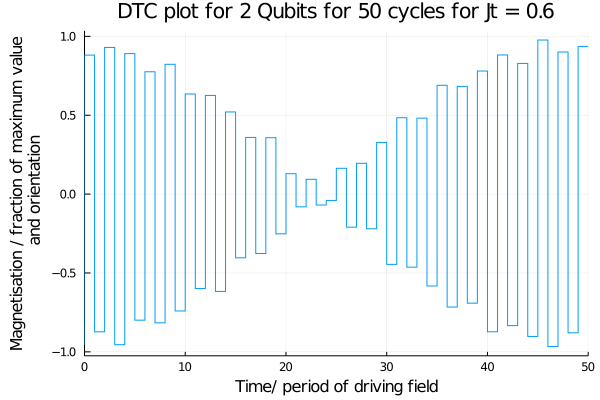 DTC plot for 2 Qubits for 50 cycles for Jt = 0.6
Magnetisation / fraction of maximum value
and orientation
1.0
0.5
0.0
−0.5
−1.0
0
10
20
30
40
50
Time/ period of driving field